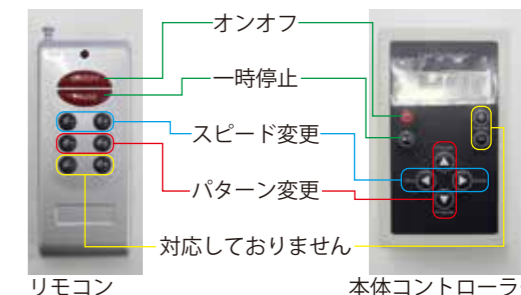 オンオフ
一時停止
スピード変更
パターン変更
対応しておりません
リモコン
本体コントローラ